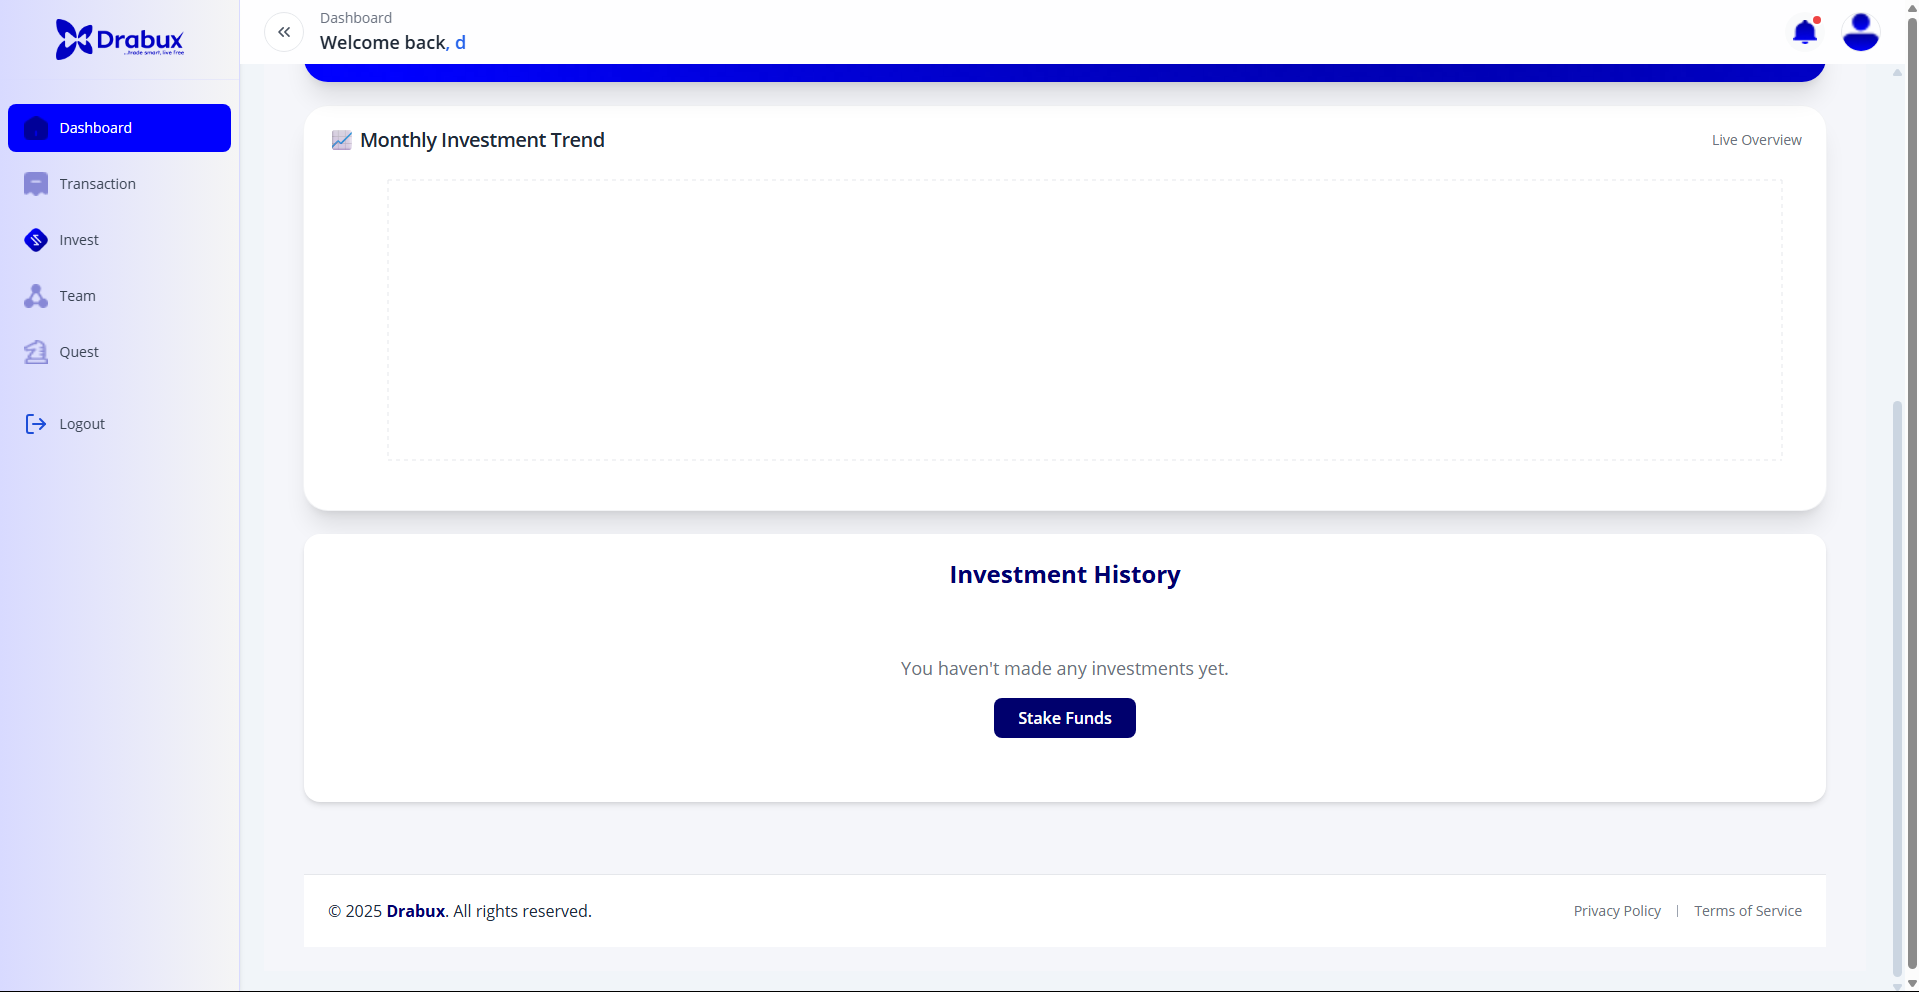 Drabux
...trade smart, live free
Dashboard
Transaction
Invest
Team
Quest
Logout
Dashboard
Welcome back, d
Monthly Investment Trend
Live Overview
Investment History
You haven't made any investments yet.
Stake Funds
© 2025 Drabux. All rights reserved.
Privacy Policy | Terms of Service